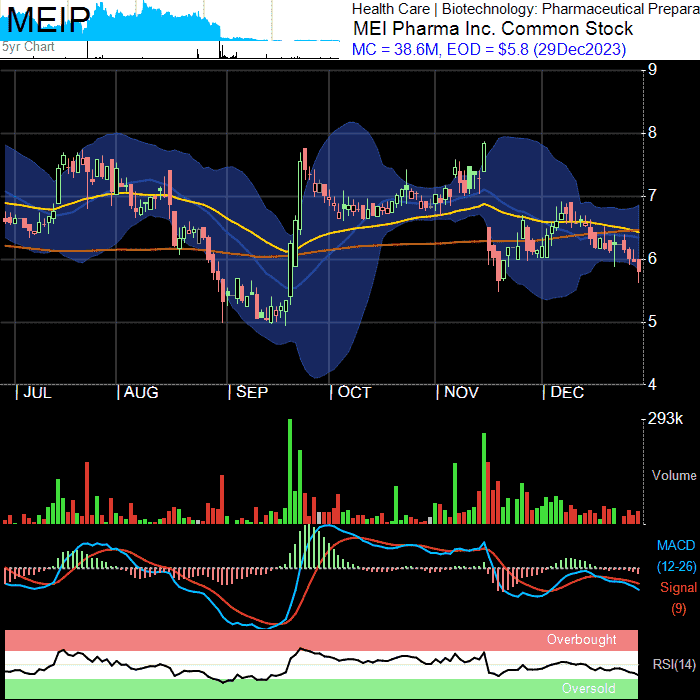 MEIP
5yr Chart
Health Care | Biotechnology: Pharmaceutical Prepara
MEI Pharma Inc. Common Stock
MC = 38.6M, EOD = $5.8 (29Dec2023)
9
8
7
6
5
4
| JUL | AUG | SEP | OCT | NOV | DEC
293k
Volume
MACD
(12-26)
Signal
(9)
Overbought
RSI(14)
Oversold